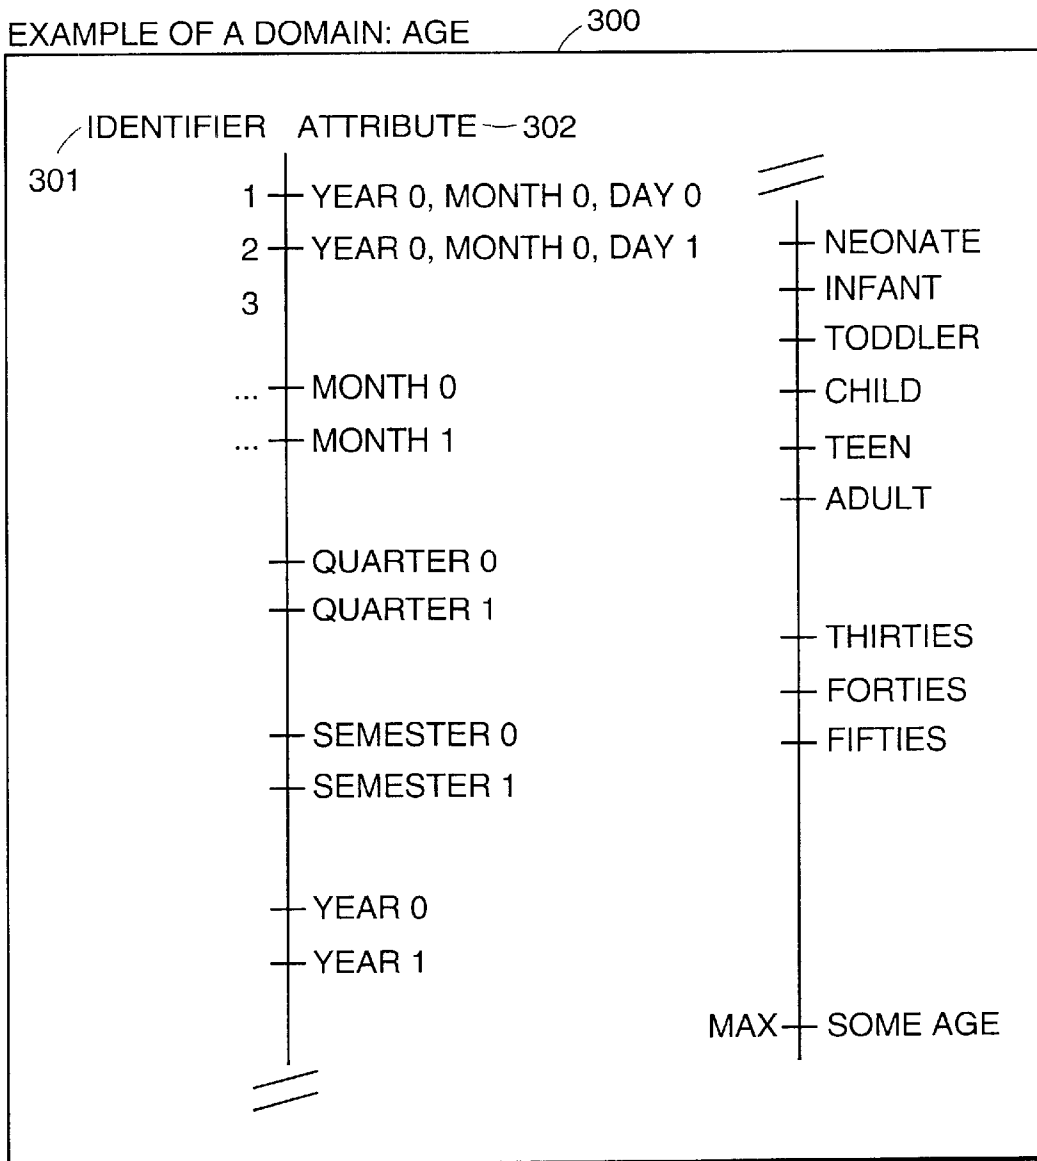 EXAMPLE OF A DOMAIN: AGE
300
IDENTIFIER ATTRIBUTE 302
301
1 YEAR 0, MONTH 0, DAY 0
2 YEAR 0, MONTH 0, DAY 1
3
... MONTH 0
... MONTH 1
QUARTER 0
QUARTER 1
SEMESTER 0
SEMESTER 1
YEAR 0
YEAR 1
NEONATE
INFANT
TODDLER
CHILD
TEEN
ADULT
THIRTIES
FORTIES
FIFTIES
MAX SOME AGE